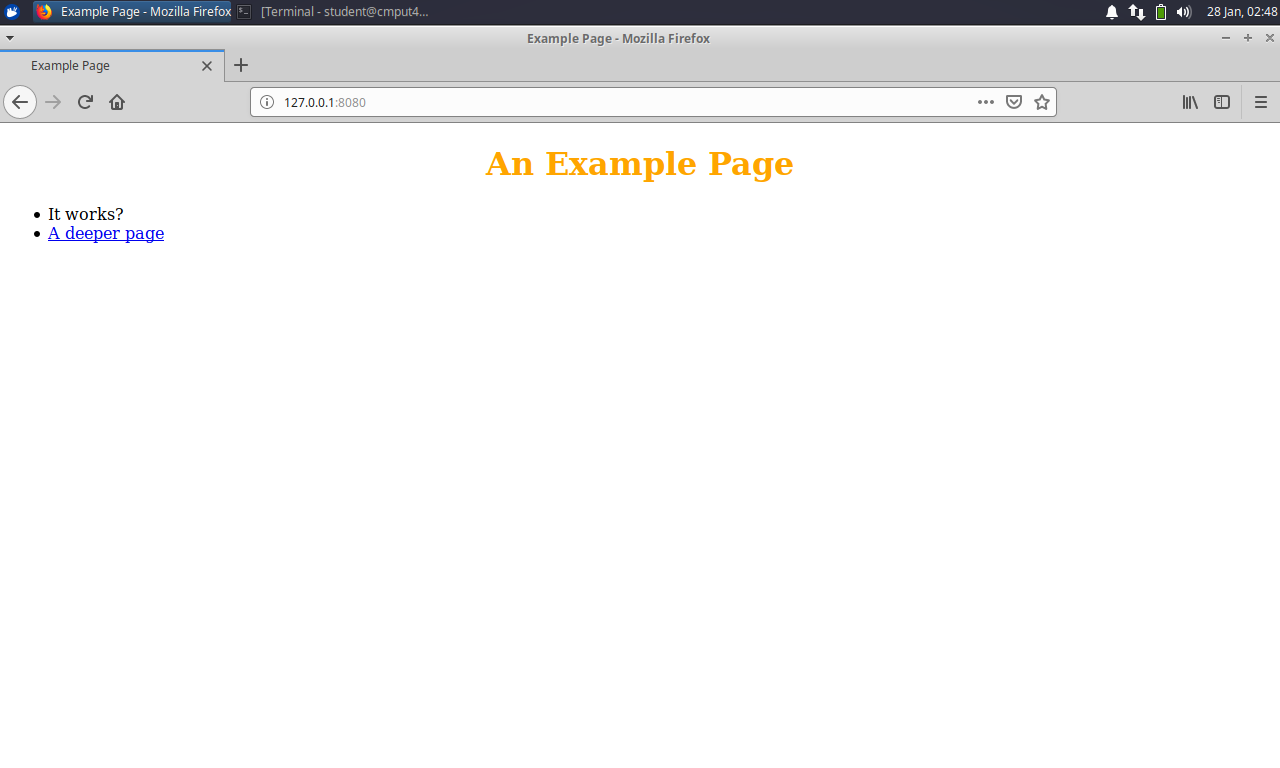 Example Page - Mozilla Firefox
[Terminal - student@cmput4...
28 Jan, 02:48
Example Page - Mozilla Firefox
Example Page
127.0.0.1:8080
An Example Page
It works?
A deeper page